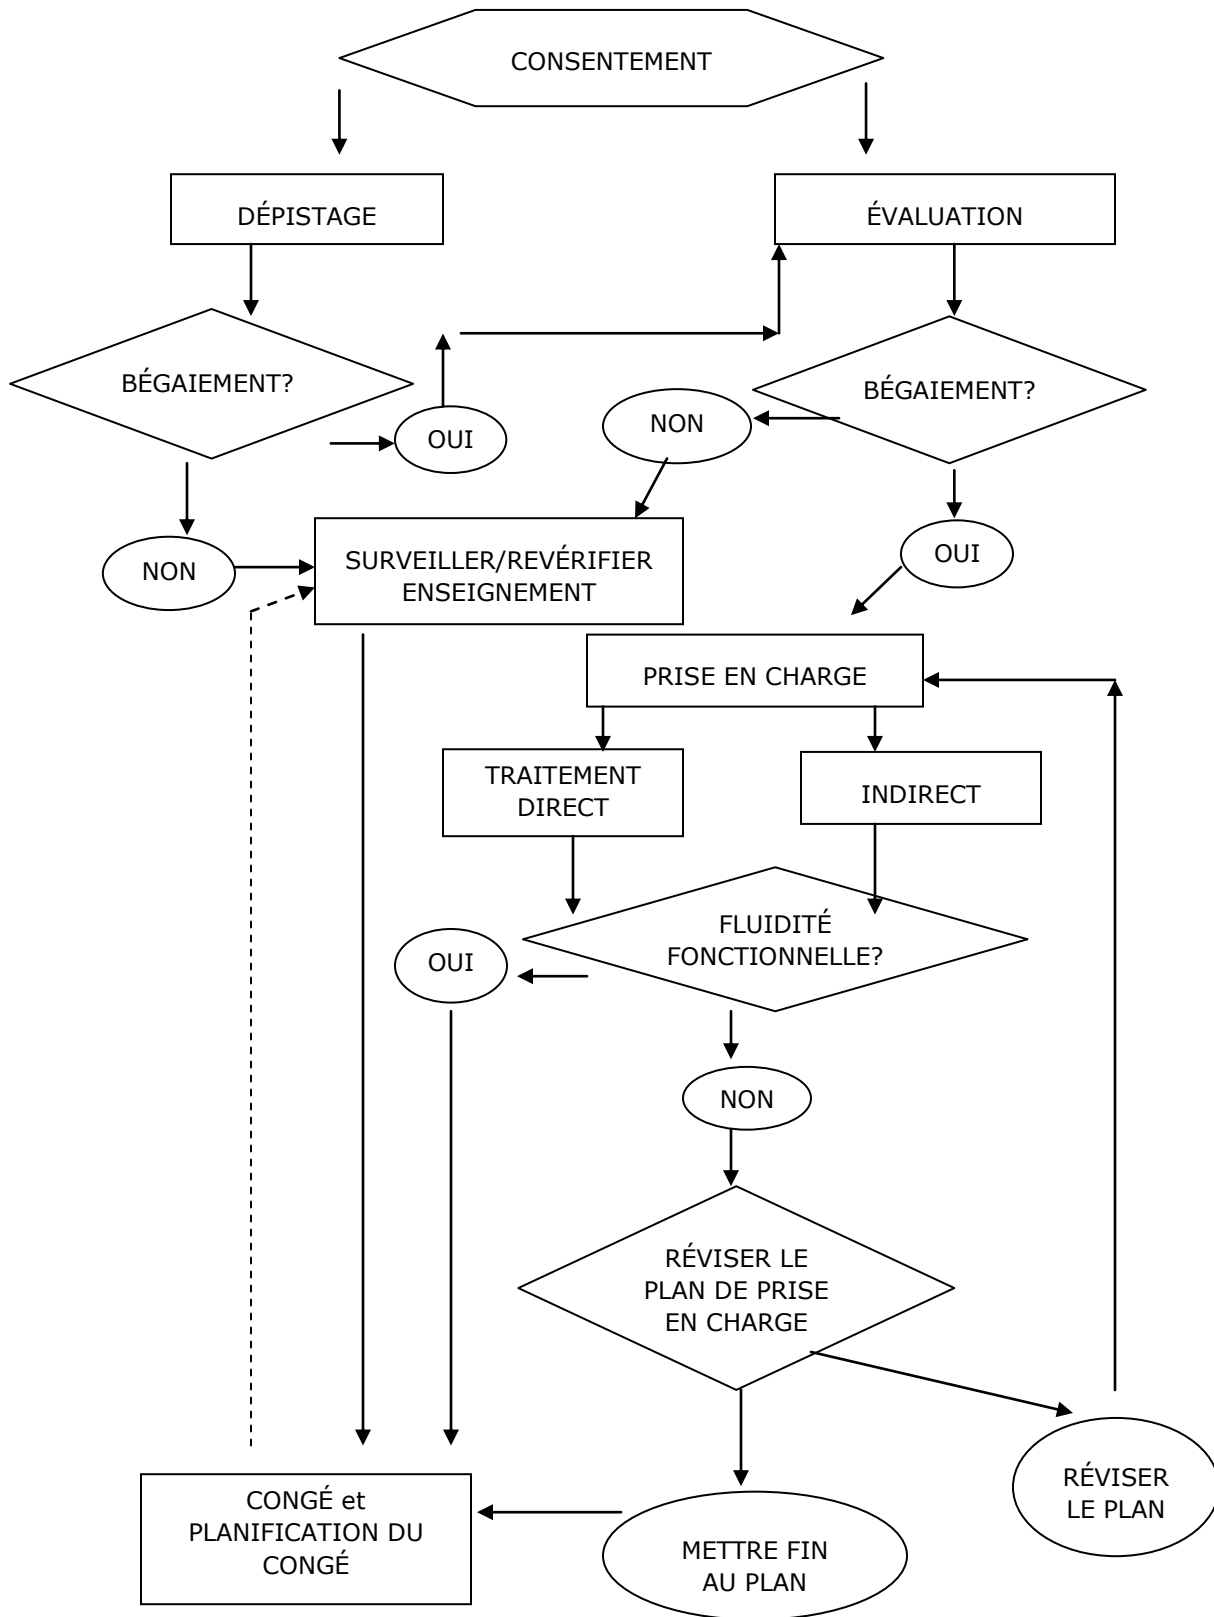 CONSENTEMENT
DÉPISTAGE
ÉVALUATION
BÉGAIEMENT?
BÉGAIEMENT?
OUI
NON
NON
OUI
SURVEILLER/REVÉRIFIER
ENSEIGNEMENT
PRISE EN CHARGE
TRAITEMENT
DIRECT
INDIRECT
FLUIDITÉ
FONCTIONNELLE?
OUI
NON
RÉVISER LE
PLAN DE PRISE
EN CHARGE
RÉVISER
LE PLAN
CONGÉ et
PLANIFICATION DU
CONGÉ
METTRE FIN
AU PLAN